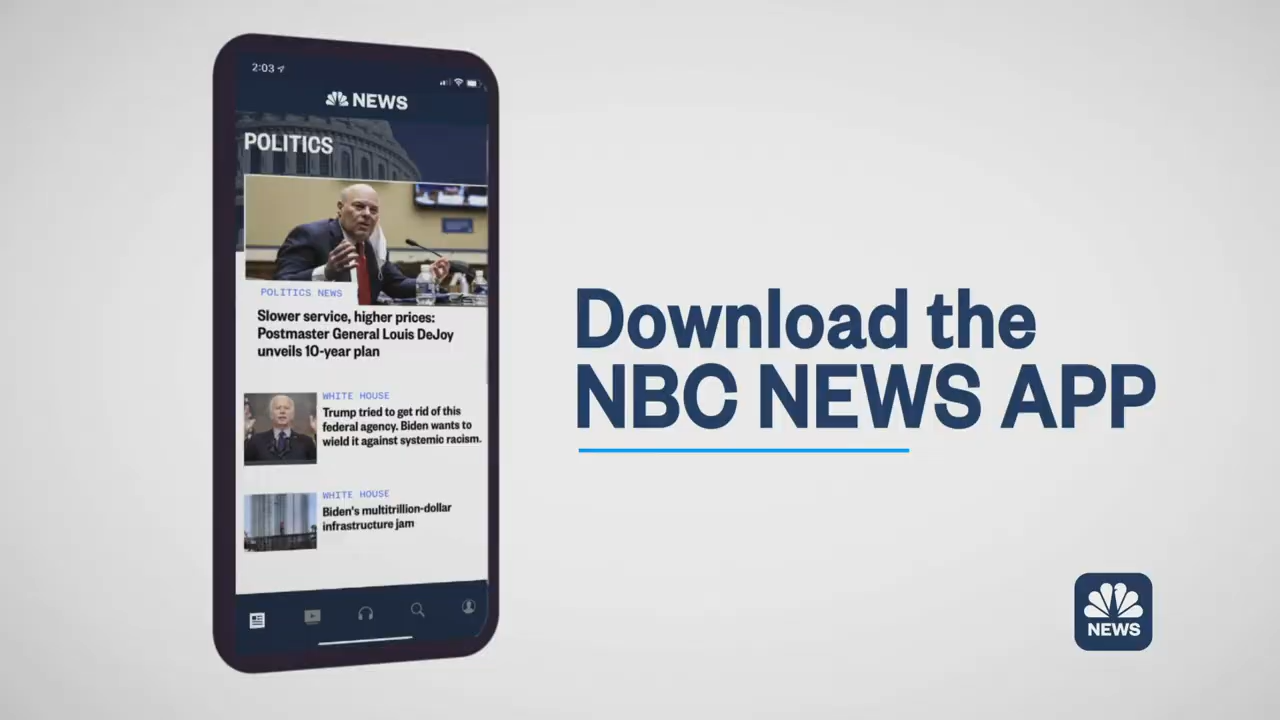 2:03
NEWS
POLITICS
POLITICS NEWS
Slower service, higher prices:
Postmaster General Louis DeJoy
unveils 10-year plan
WHITE HOUSE
Trump tried to get rid of this
federal agency. Biden wants to
wield it against systemic racism.
WHITE HOUSE
Biden's multitrillion-dollar
infrastructure jam
Download the
NBC NEWS APP
NEWS